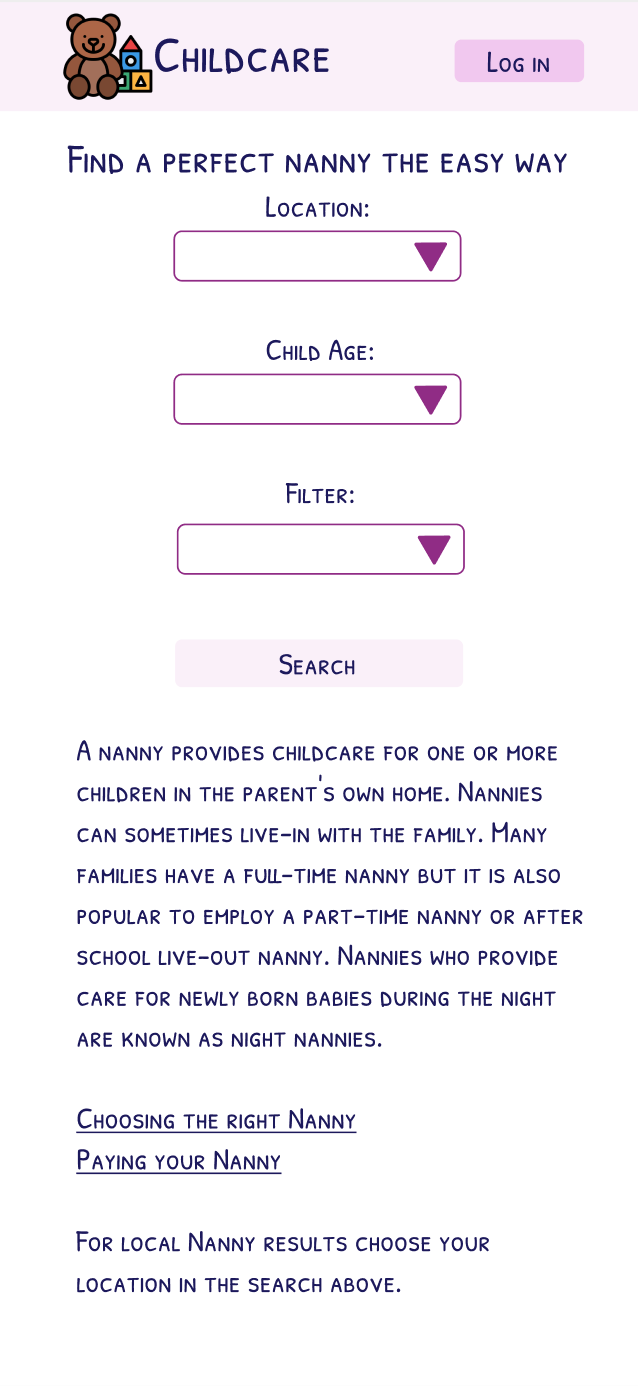 Childcare
Log in
Find a perfect nanny the easy way
Location:
Child Age:
Filter:
Search
A nanny provides childcare for one or more
children in the parent's own home. Nannies
can sometimes live-in with the family. Many
families have a full-time nanny but it is also
popular to employ a part-time nanny or after
school live-out nanny. Nannies who provide
care for newly born babies during the night
are known as night nannies.
Choosing the right Nanny
Paying your Nanny
For local Nanny results choose your
location in the search above.